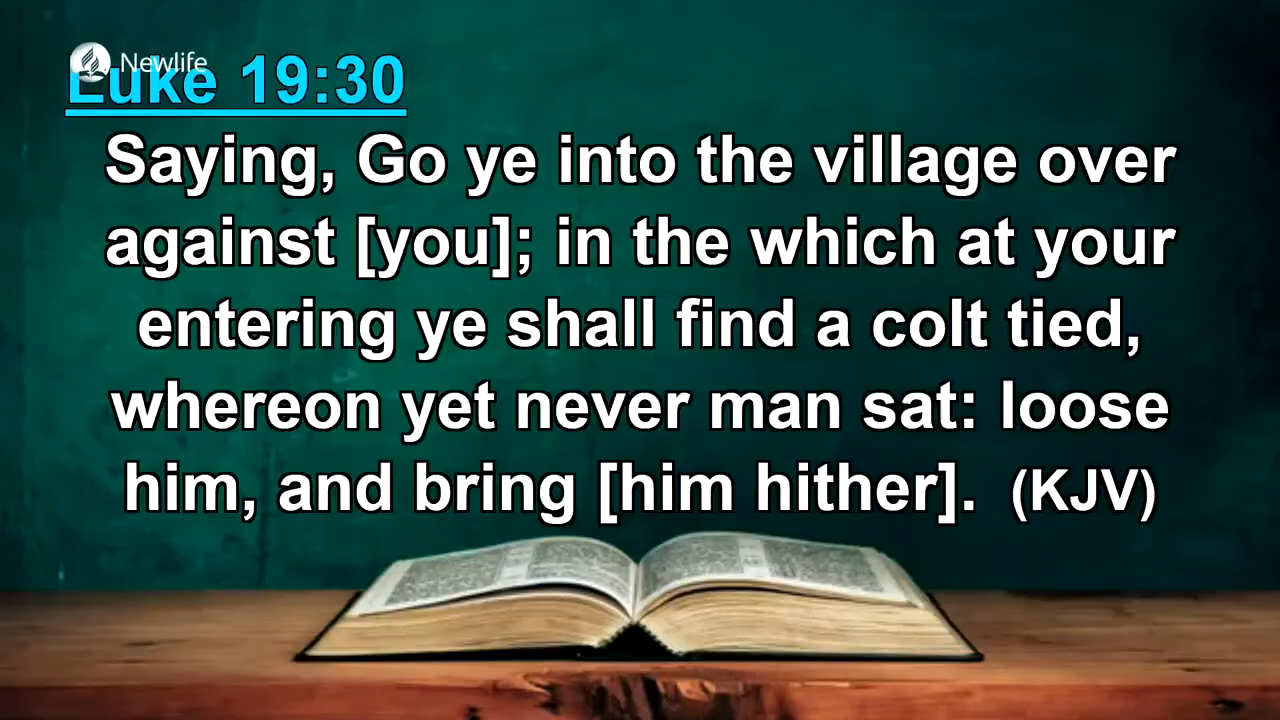 Newlife
Luke 19:30
Saying, Go ye into the village over
against [you]; in the which at your
entering ye shall find a colt tied,
whereon yet never man sat: loose
him, and bring [him hither]. (KJV)